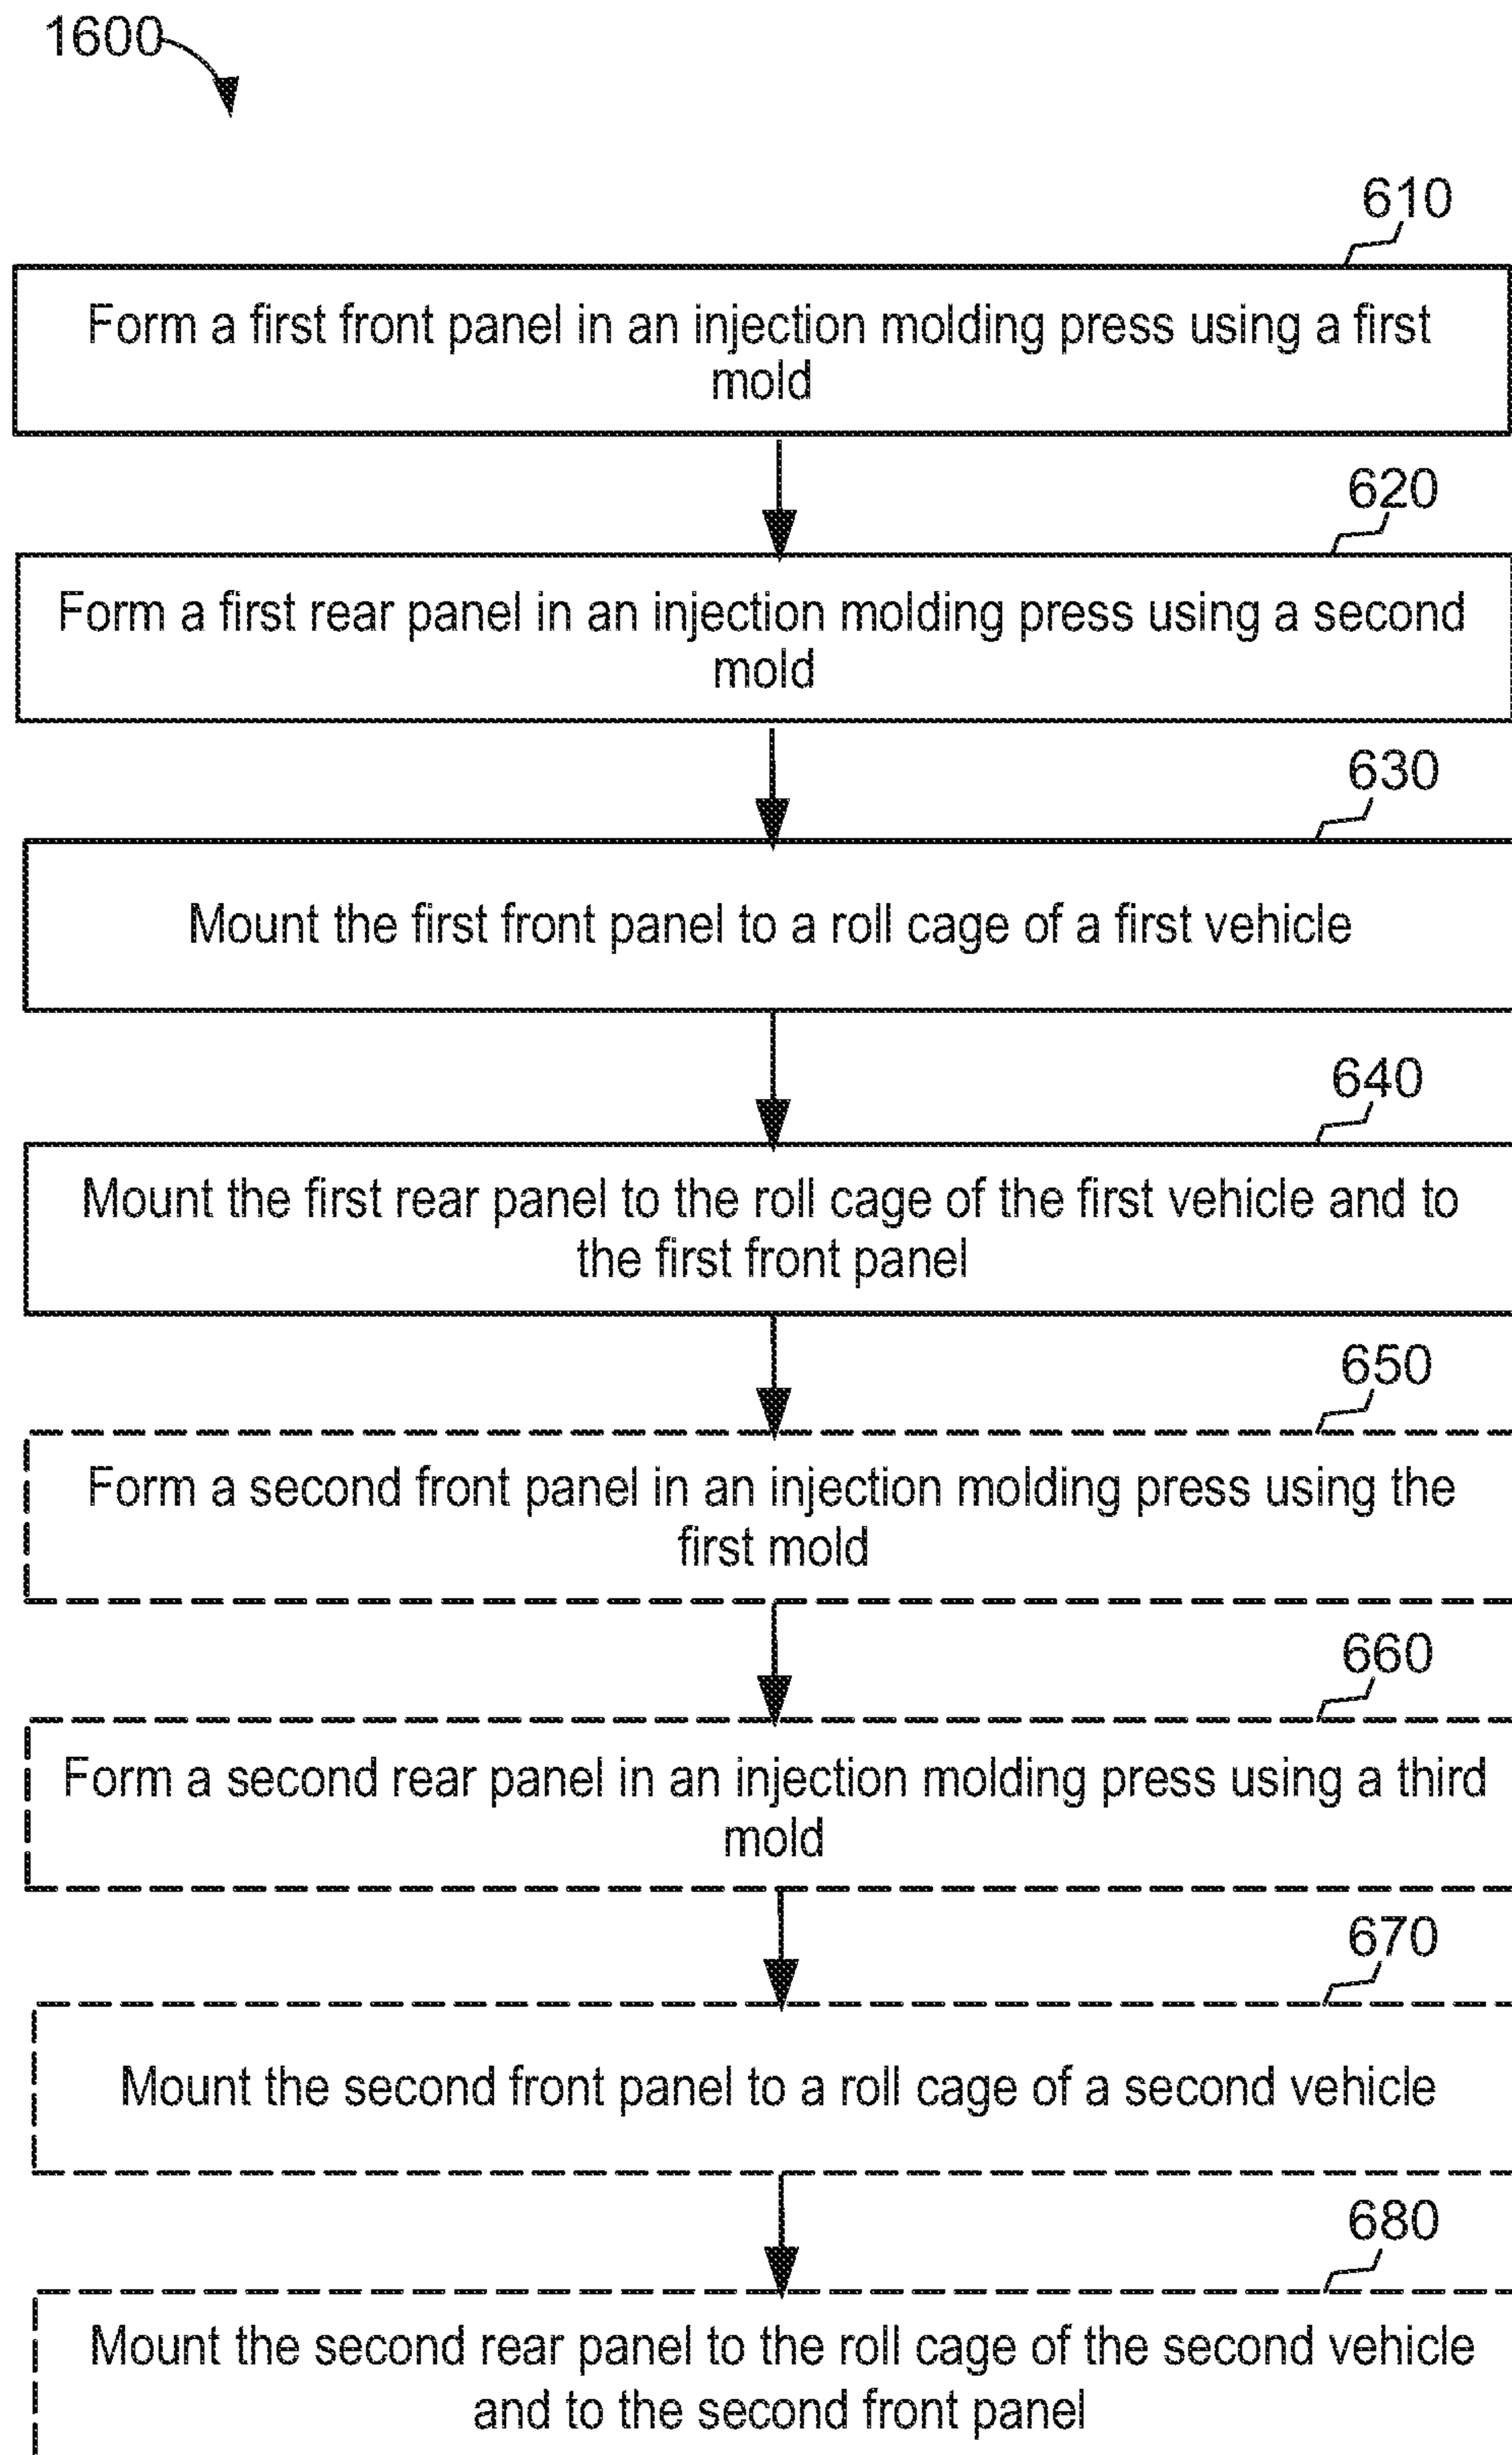 1600
610
Form a first front panel in an injection molding press using a first
mold
620
Form a first rear panel in an injection molding press using a second
mold
630
Mount the first front panel to a roll cage of a first vehicle
640
Mount the first rear panel to the roll cage of the first vehicle and to
the first front panel
650
Form a second front panel in an injection molding press using the
first mold
660
Form a second rear panel in an injection molding press using a third
mold
670
Mount the second front panel to a roll cage of a second vehicle
680
Mount the second rear panel to the roll cage of the second vehicle
and to the second front panel